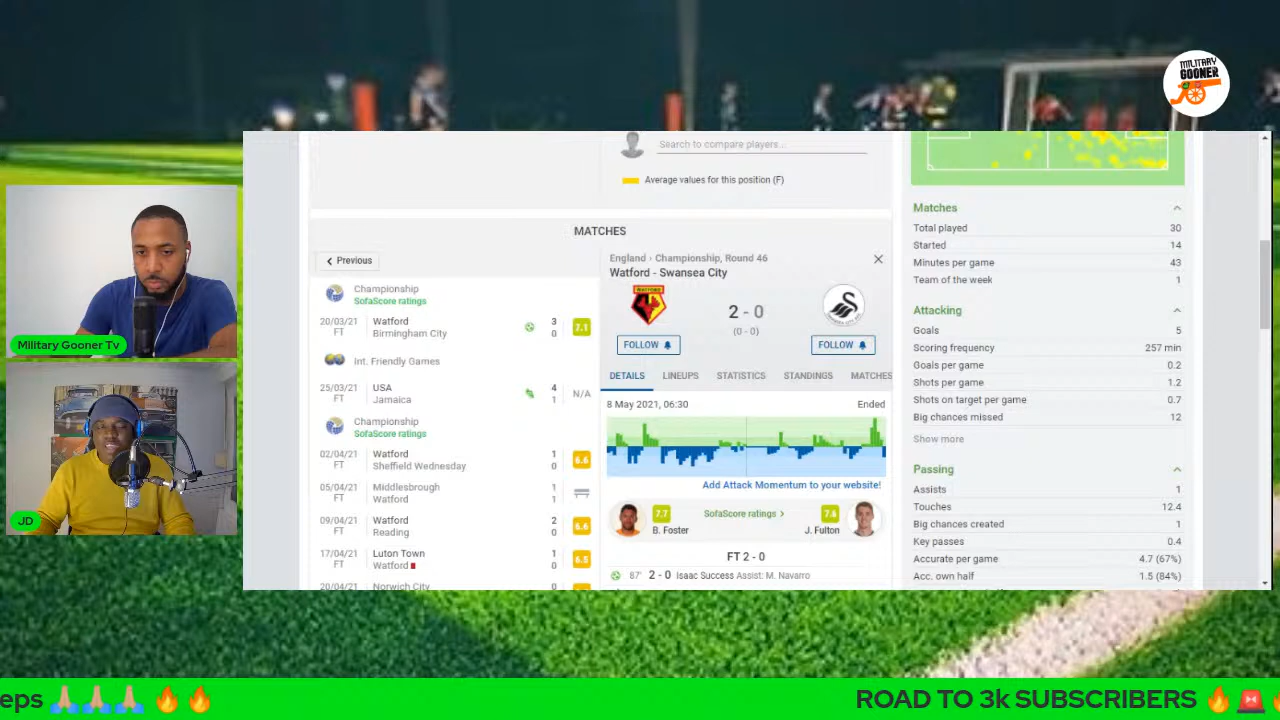 MILITARY
GOONER
Search to compare players...
Average values for this position (F)
MATCHES
Previous
Championship
SofaScore ratings
20/03/21 Watford 3
FT Birmingham City 0 7.1
Int. Friendly Games
25/03/21 USA 4
FT Jamaica 1 N/A
Championship
SofaScore ratings
02/04/21 Watford 1
FT Sheffield Wednesday 0 6.6
05/04/21 Middlesbrough 1
FT Watford 1
09/04/21 Watford 2
FT Reading 0 6.6
17/04/21 Luton Town 1
FT Watford 0 6.5
20/04/21 Norwich City 0
England - Championship, Round 46
Watford - Swansea City
WATFORD
2 - 0
(0 - 0)
FOLLOW FOLLOW
DETAILS LINEUPS STATISTICS STANDINGS MATCHES
8 May 2021, 06:30 Ended
Add Attack Momentum to your website!
7.7 SofaScore ratings > 7.6
B. Foster J. Fulton
FT 2 - 0
87' 2 - 0 Isaac Success Assist: M. Navarro
Matches
Total played 30
Started 14
Minutes per game 43
Team of the week 1
Attacking
Goals 5
Scoring frequency 257 min
Goals per game 0.2
Shots per game 1.2
Shots on target per game 0.7
Big chances missed 12
Show more
Passing
Assists 1
Touches 12.4
Big chances created 1
Key passes 0.4
Accurate per game 4.7 (67%)
Acc. own half 1.5 (84%)
Military Gooner Tv
JD
eps 🙏🏼🙏🏼🙏🏼 🔥🔥
ROAD TO 3k SUBSCRIBERS 🔥🚨